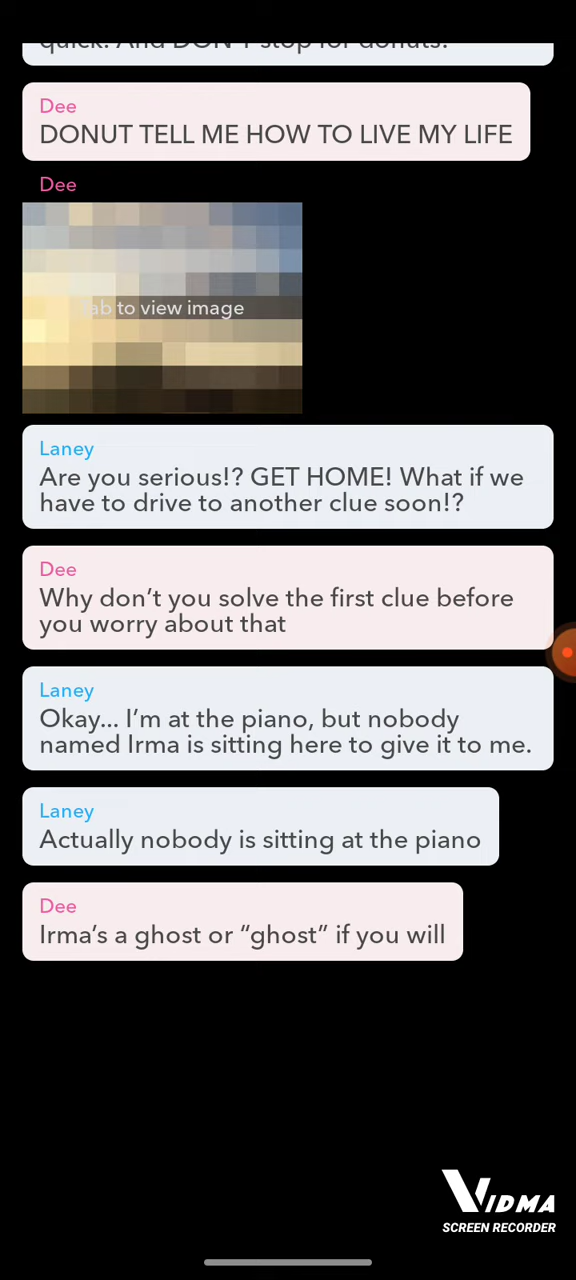 quick! And DON'T stop for donuts!
Dee
DONUT TELL ME HOW TO LIVE MY LIFE
Dee
ab to view image
Laney
Are you serious!? GET HOME! What if we
have to drive to another clue soon!?
Dee
Why don’t you solve the first clue before
you worry about that
Laney
Okay... I’m at the piano, but nobody
named Irma is sitting here to give it to me.
Laney
Actually nobody is sitting at the piano
Dee
Irma’s a ghost or “ghost” if you will
VIDMA
SCREEN RECORDER